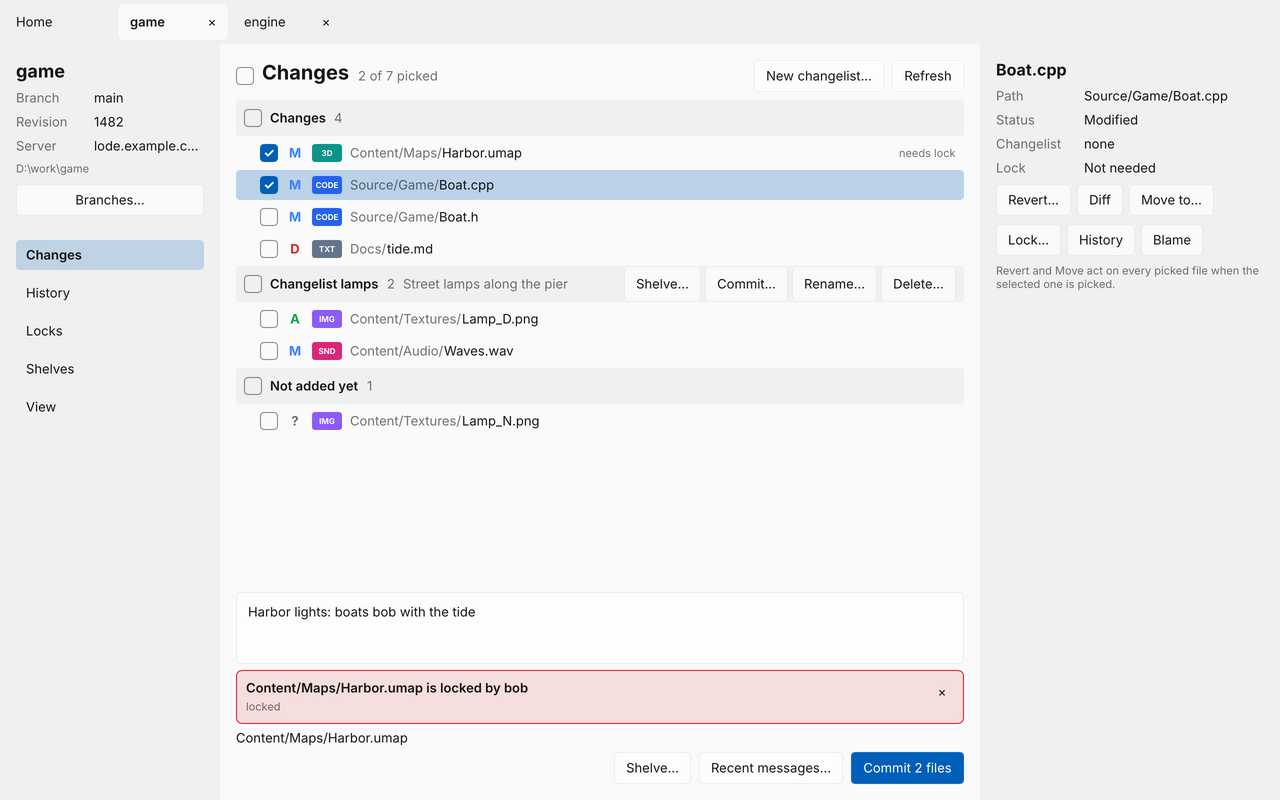 Home
game ×
engine ×
game
Branch main
Revision 1482
Server lode.example.c...
D:\work\game
Branches...
Changes
History
Locks
Shelves
View
Changes 2 of 7 picked
New changelist...
Refresh
Changes 4
M 3D Content/Maps/Harbor.umap needs lock
M CODE Source/Game/Boat.cpp
M CODE Source/Game/Boat.h
D TXT Docs/tide.md
Changelist lamps 2 Street lamps along the pier Shelve... Commit... Rename... Delete...
A IMG Content/Textures/Lamp_D.png
M SND Content/Audio/Waves.wav
Not added yet 1
? IMG Content/Textures/Lamp_N.png
Harbor lights: boats bob with the tide
Content/Maps/Harbor.umap is locked by bob ×
locked
Content/Maps/Harbor.umap
Shelve... Recent messages... Commit 2 files
Boat.cpp
Path Source/Game/Boat.cpp
Status Modified
Changelist none
Lock Not needed
Revert... Diff Move to...
Lock... History Blame
Revert and Move act on every picked file when the
selected one is picked.